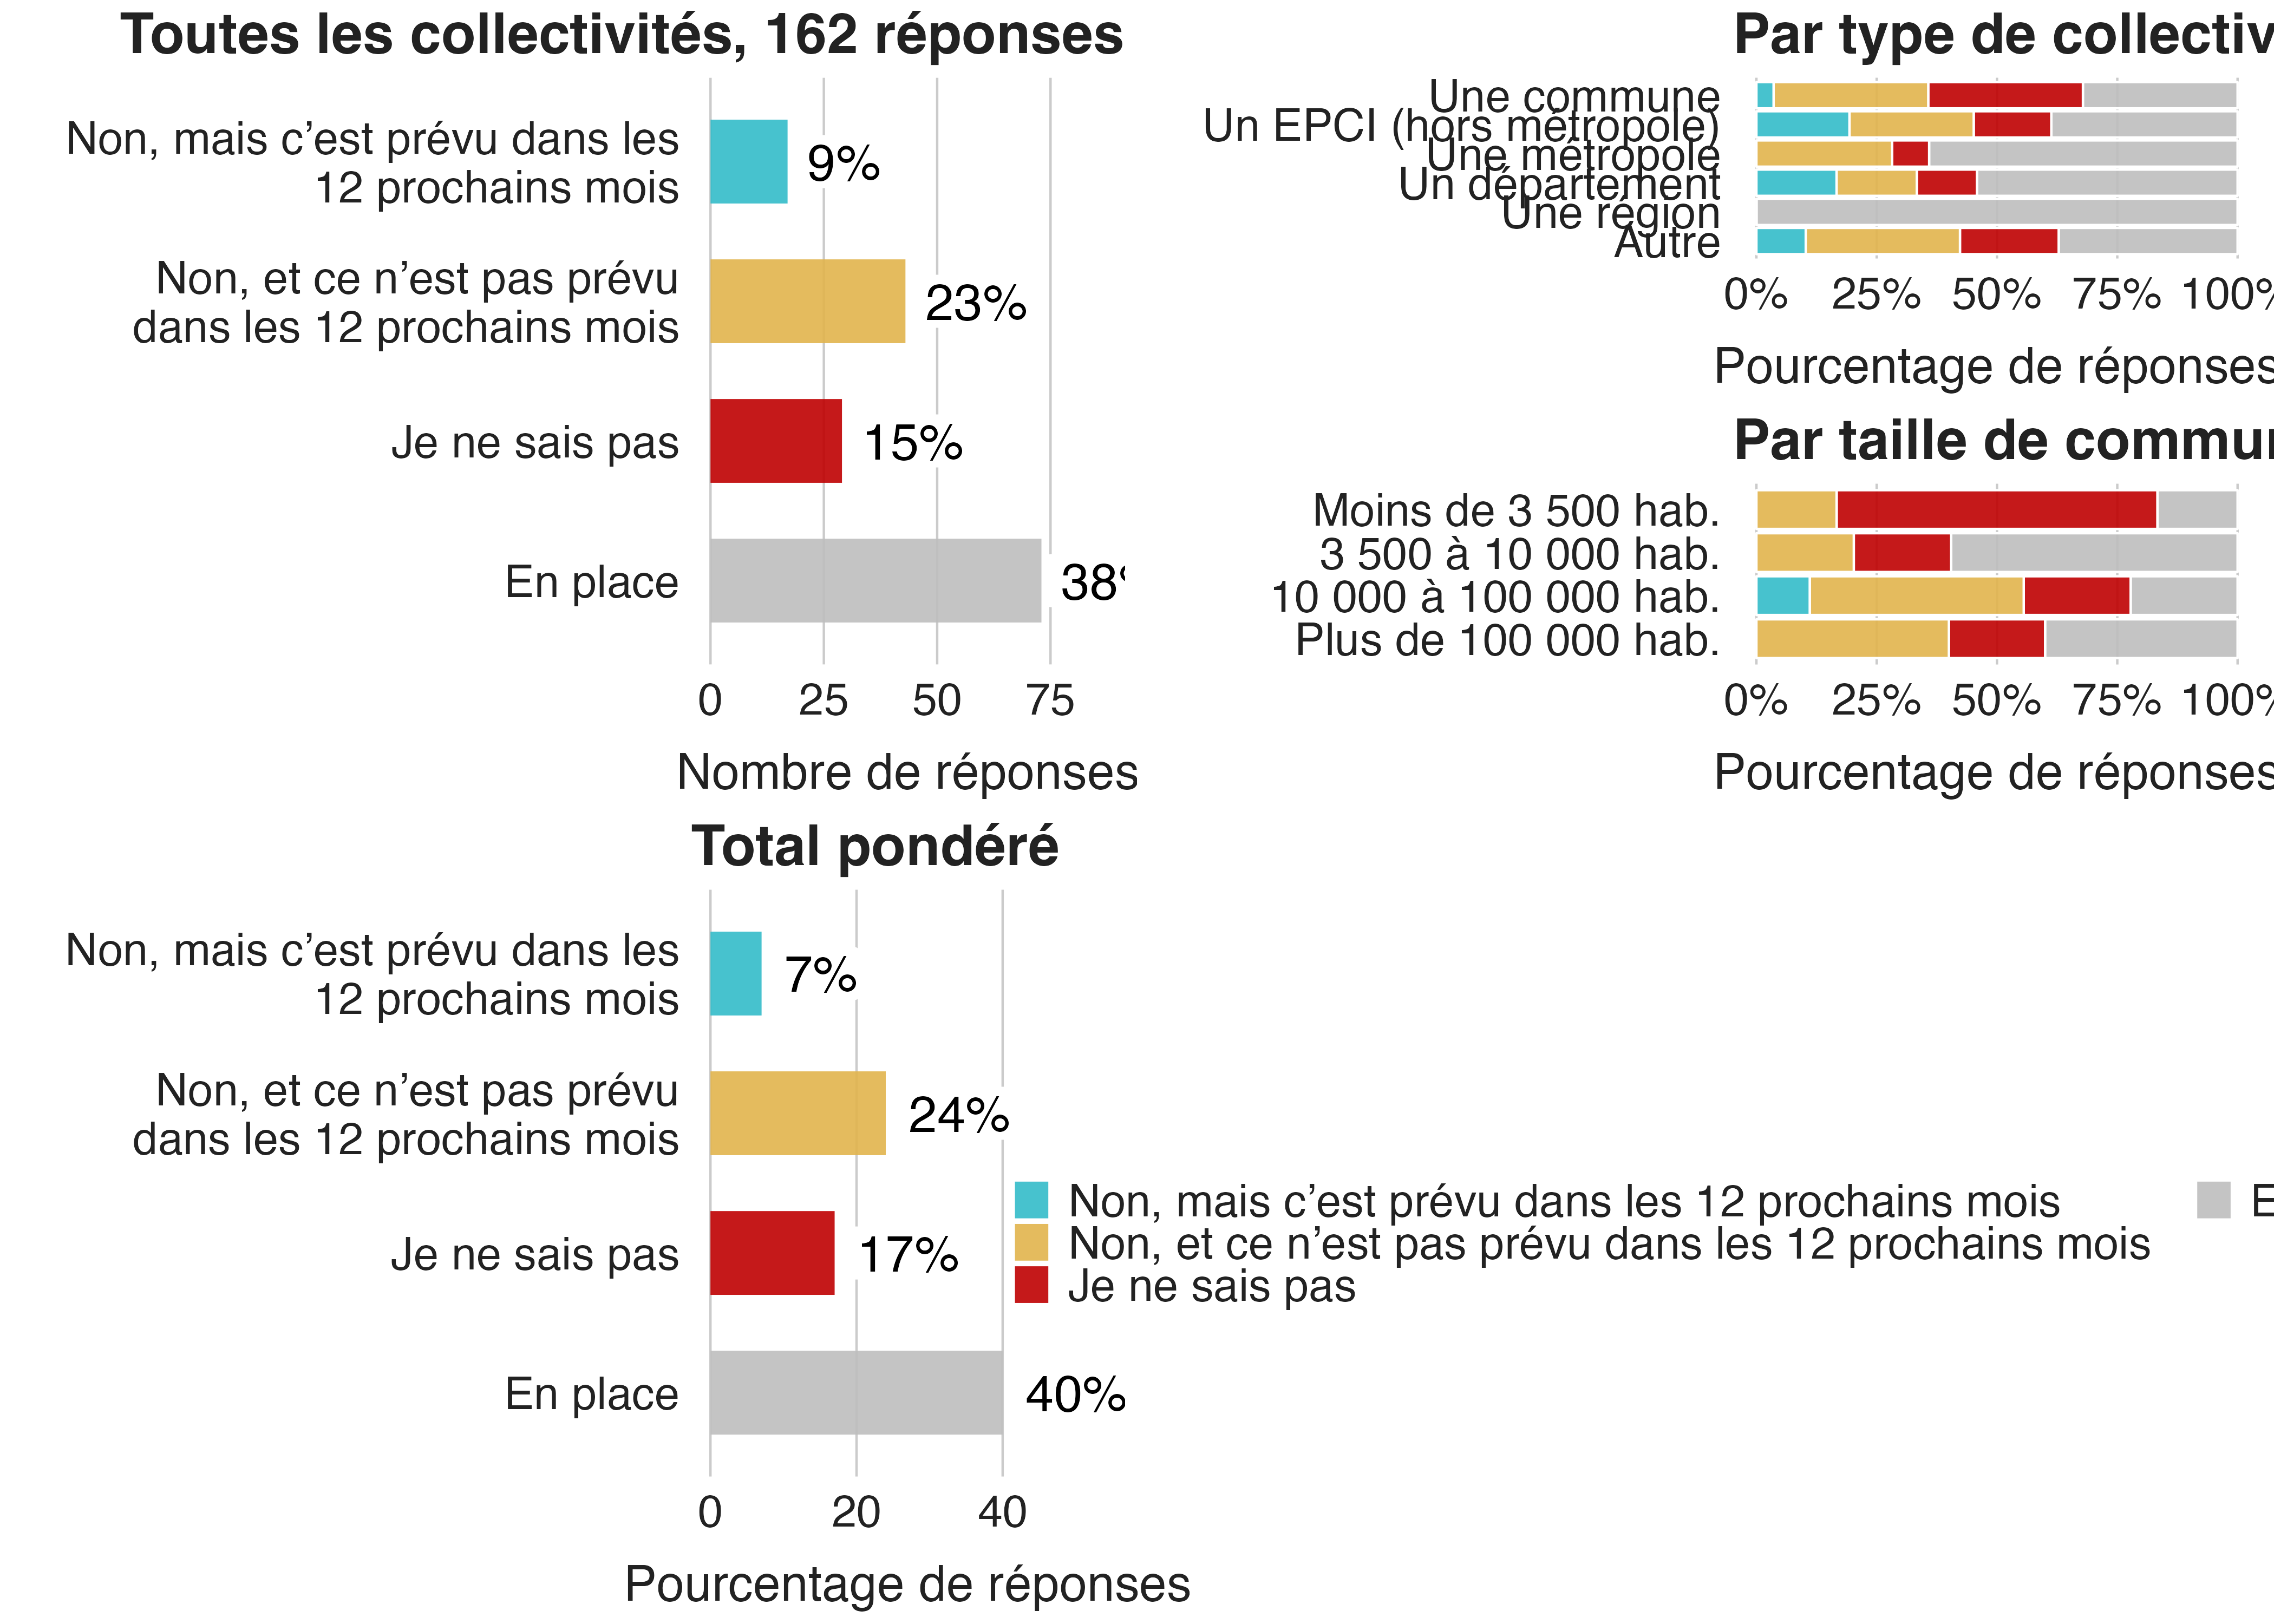 Toutes les collectivités, 162 réponses
Non, mais c’est prévu dans les
12 prochains mois
9%
Non, et ce n’est pas prévu
dans les 12 prochains mois
23%
Je ne sais pas
15%
En place
38%
0 25 50 75
Nombre de réponses
Par type de collectiv
Une commune
Un EPCI (hors métropole)
Une métropole
Un département
Une région
Autre
0% 25% 50% 75% 100%
Pourcentage de réponses
Par taille de commun
Moins de 3 500 hab.
3 500 à 10 000 hab.
10 000 à 100 000 hab.
Plus de 100 000 hab.
0% 25% 50% 75% 100%
Pourcentage de réponses
Total pondéré
Non, mais c’est prévu dans les
12 prochains mois
7%
Non, et ce n’est pas prévu
dans les 12 prochains mois
24%
Je ne sais pas
17%
En place
40%
0 20 40
Pourcentage de réponses
Non, mais c’est prévu dans les 12 prochains mois
Non, et ce n’est pas prévu dans les 12 prochains mois
Je ne sais pas
E